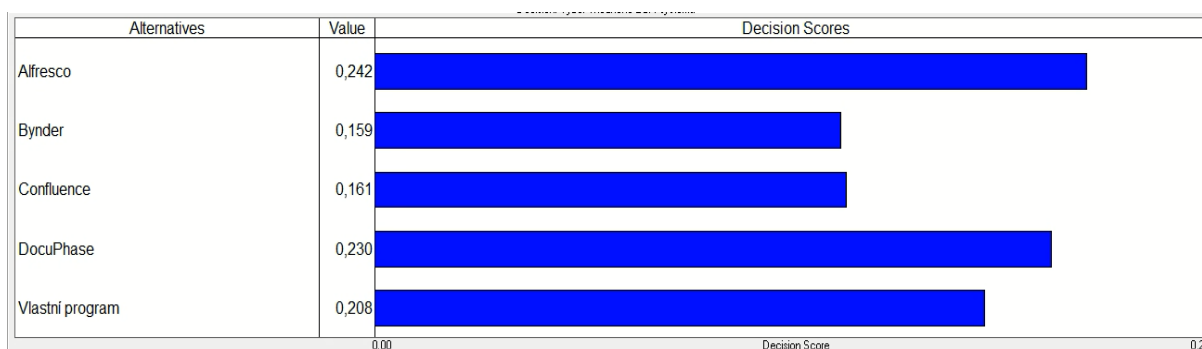 Alternatives Value Decision Scores
Alfresco 0,242
Bynder 0,159
Confluence 0,161
DocuPhase 0,230
Vlastní program 0,208
0.00 Decision Score